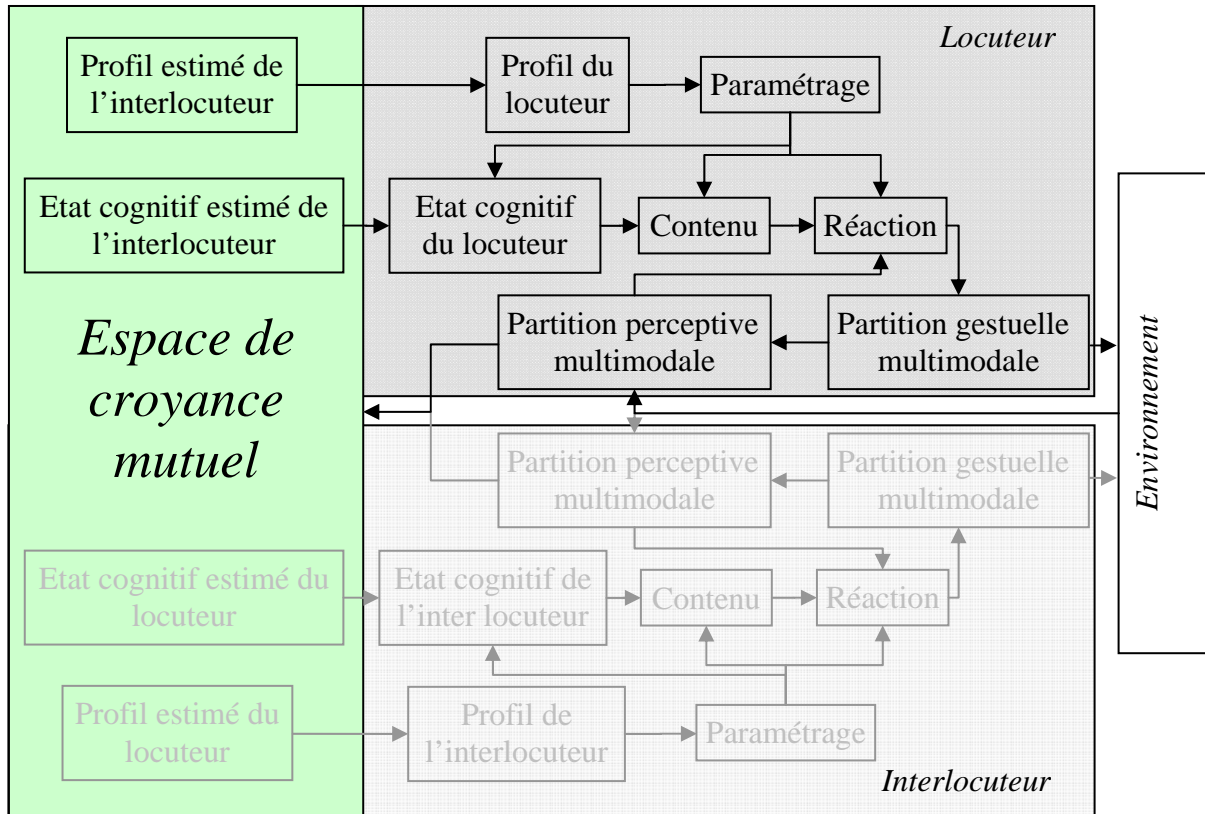 Locuteur
Profil estimé de
l’interlocuteur
Profil du
locuteur
Paramétrage
Etat cognitif estimé de
l’interlocuteur
Etat cognitif
du locuteur
Contenu
Réaction
Espace de
croyance
mutuel
Partition perceptive
multimodale
Partition gestuelle
multimodale
Environnement
Partition perceptive
multimodale
Partition gestuelle
multimodale
Etat cognitif estimé du
locuteur
Etat cognitif de
l’inter locuteur
Contenu
Réaction
Profil estimé du
locuteur
Profil de
l’interlocuteur
Paramétrage
Interlocuteur